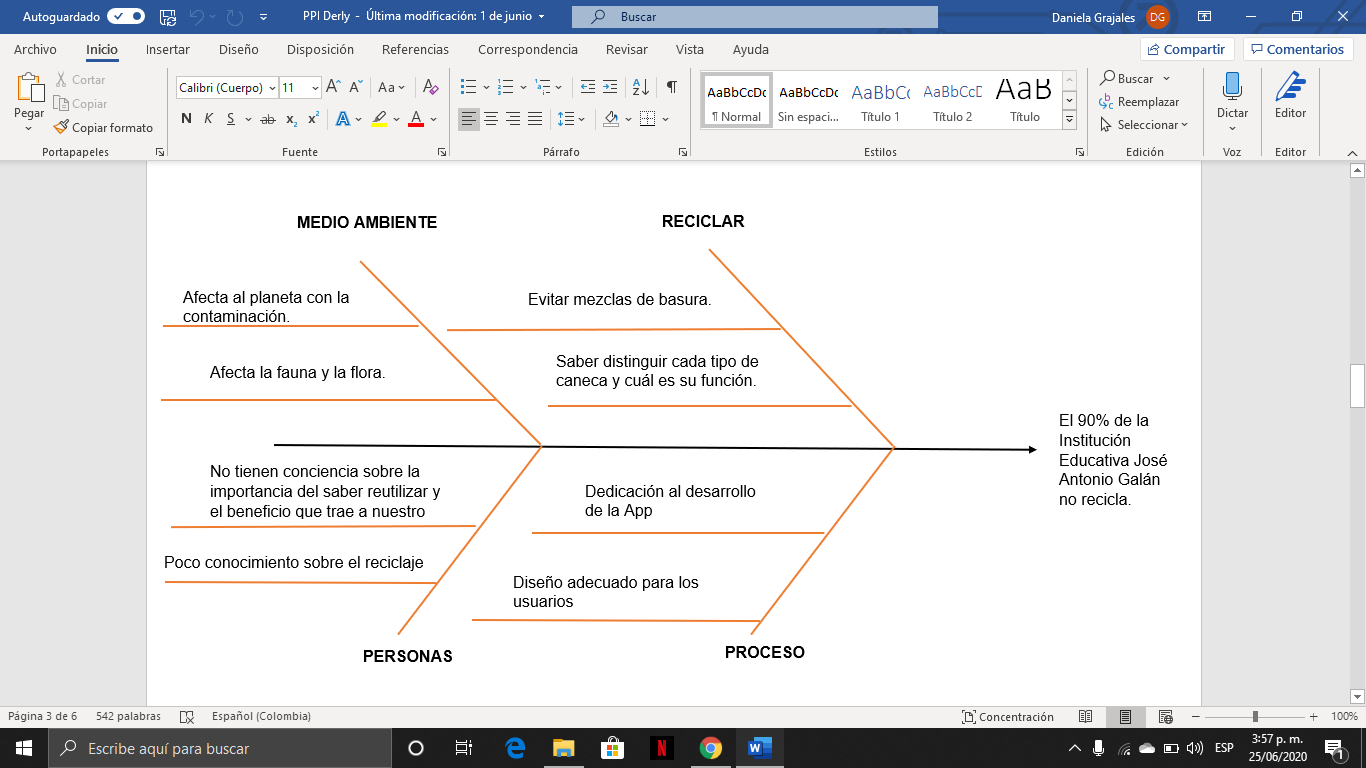 Autoguardado
PPI Derly - Última modificación: 1 de junio
Buscar
Daniela Grajales
DG
Archivo Inicio Insertar Diseño Disposición Referencias Correspondencia Revisar Vista Ayuda
Compartir Comentarios
Pegar
Cortar
Copiar
Copiar formato
Portapapeles
Calibri (Cuerpo) 11
Aa
N K S ab x₂ x²
A A
Fuente
Párrafo
AaBbCcDc
¶ Normal
AaBbCcDc
Sin espaci...
AaBbCc
Título 1
AaBbCcD
Título 2
AaB
Título
Estilos
Buscar
Reemplazar
Seleccionar
Edición
Dictar
Voz
Editor
Editor
MEDIO AMBIENTE
RECICLAR
Afecta al planeta con la
contaminación.
Evitar mezclas de basura.
Afecta la fauna y la flora.
Saber distinguir cada tipo de
caneca y cuál es su función.
El 90% de la
Institución
Educativa José
Antonio Galán
no recicla.
No tienen conciencia sobre la
importancia del saber reutilizar y
el beneficio que trae a nuestro
Dedicación al desarrollo
de la App
Poco conocimiento sobre el reciclaje
Diseño adecuado para los
usuarios
PERSONAS
PROCESO
Página 3 de 6 542 palabras Español (Colombia)
Concentración
100%
Escribe aquí para buscar
ESP
3:57 p. m.
25/06/2020
1